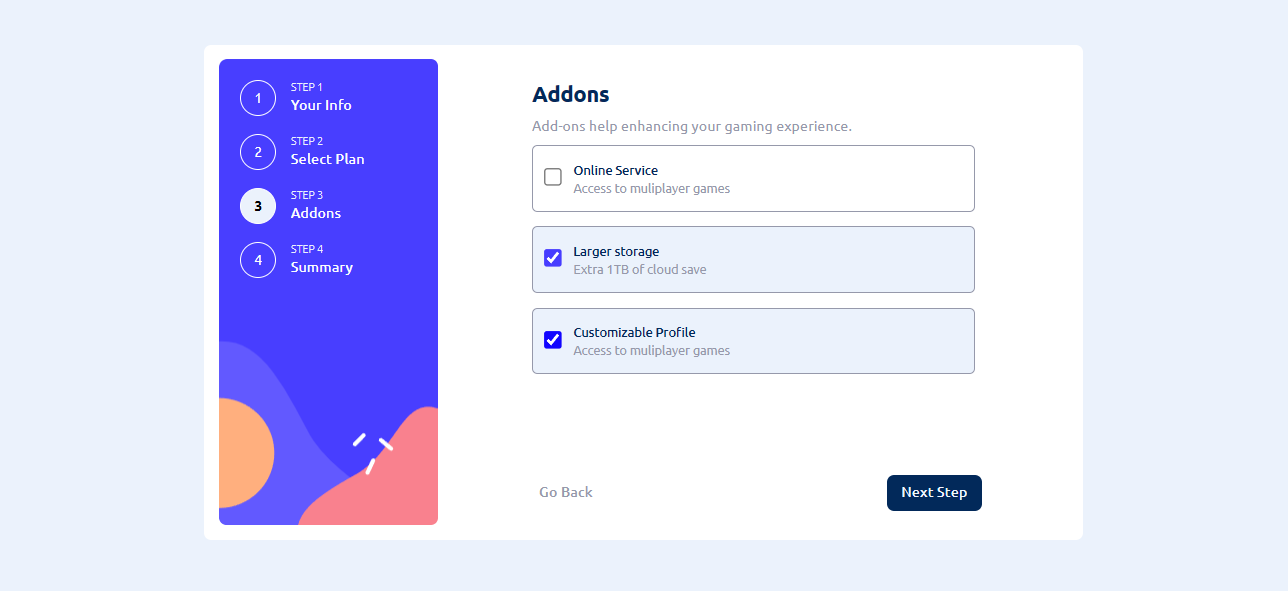 1
STEP 1
Your Info
2
STEP 2
Select Plan
3
STEP 3
Addons
4
STEP 4
Summary
Addons
Add-ons help enhancing your gaming experience.
Online Service
Access to muliplayer games
Larger storage
Extra 1TB of cloud save
Customizable Profile
Access to muliplayer games
Go Back
Next Step